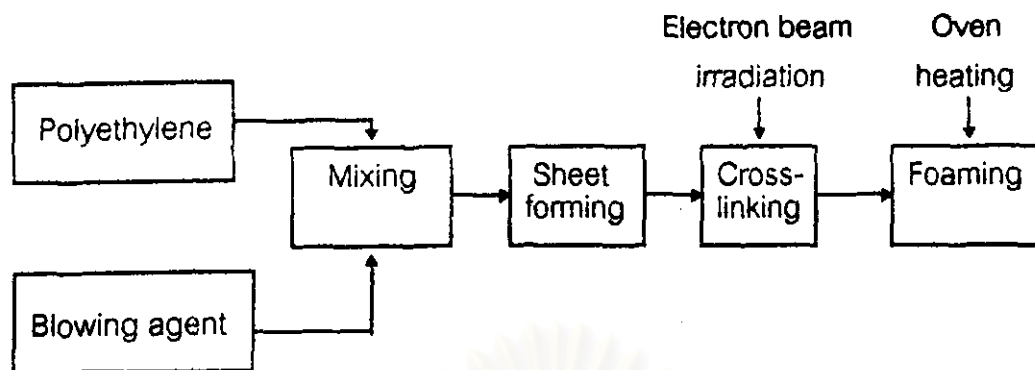 Electron beam
irradiation
Oven
heating
Polyethylene
Mixing
Sheet
forming
Cross-
linking
Foaming
Blowing agent